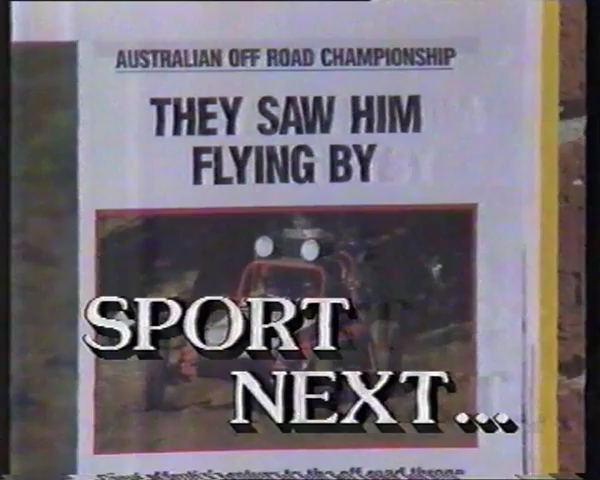 AUSTRALIAN OFF ROAD CHAMPIONSHIP
THEY SAW HIM
FLYING BY
SPORT
NEXT...